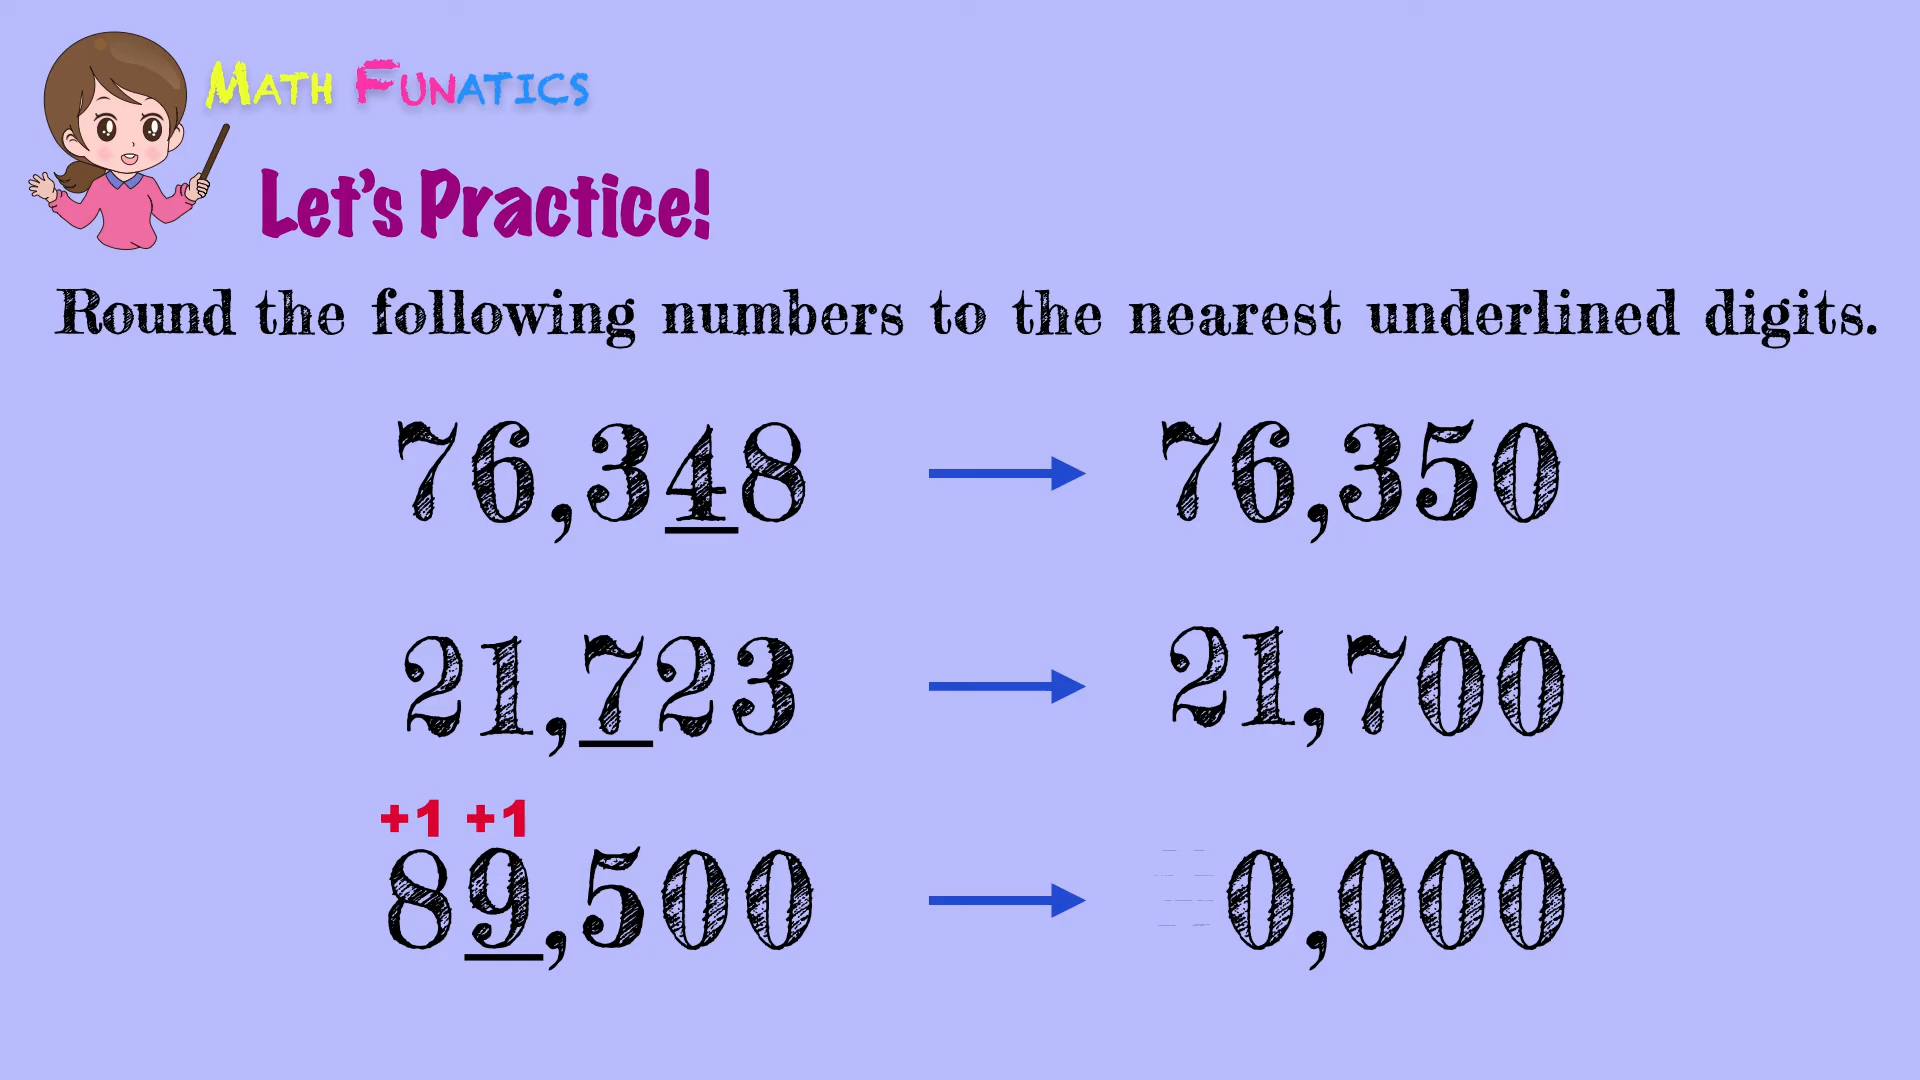 MATH FUNATICS
Let's Practice!
Round the following numbers to the nearest underlined digits.
76,348 → 76,350
21,723 → 21,700
+1 +1
89,500 → 0,000